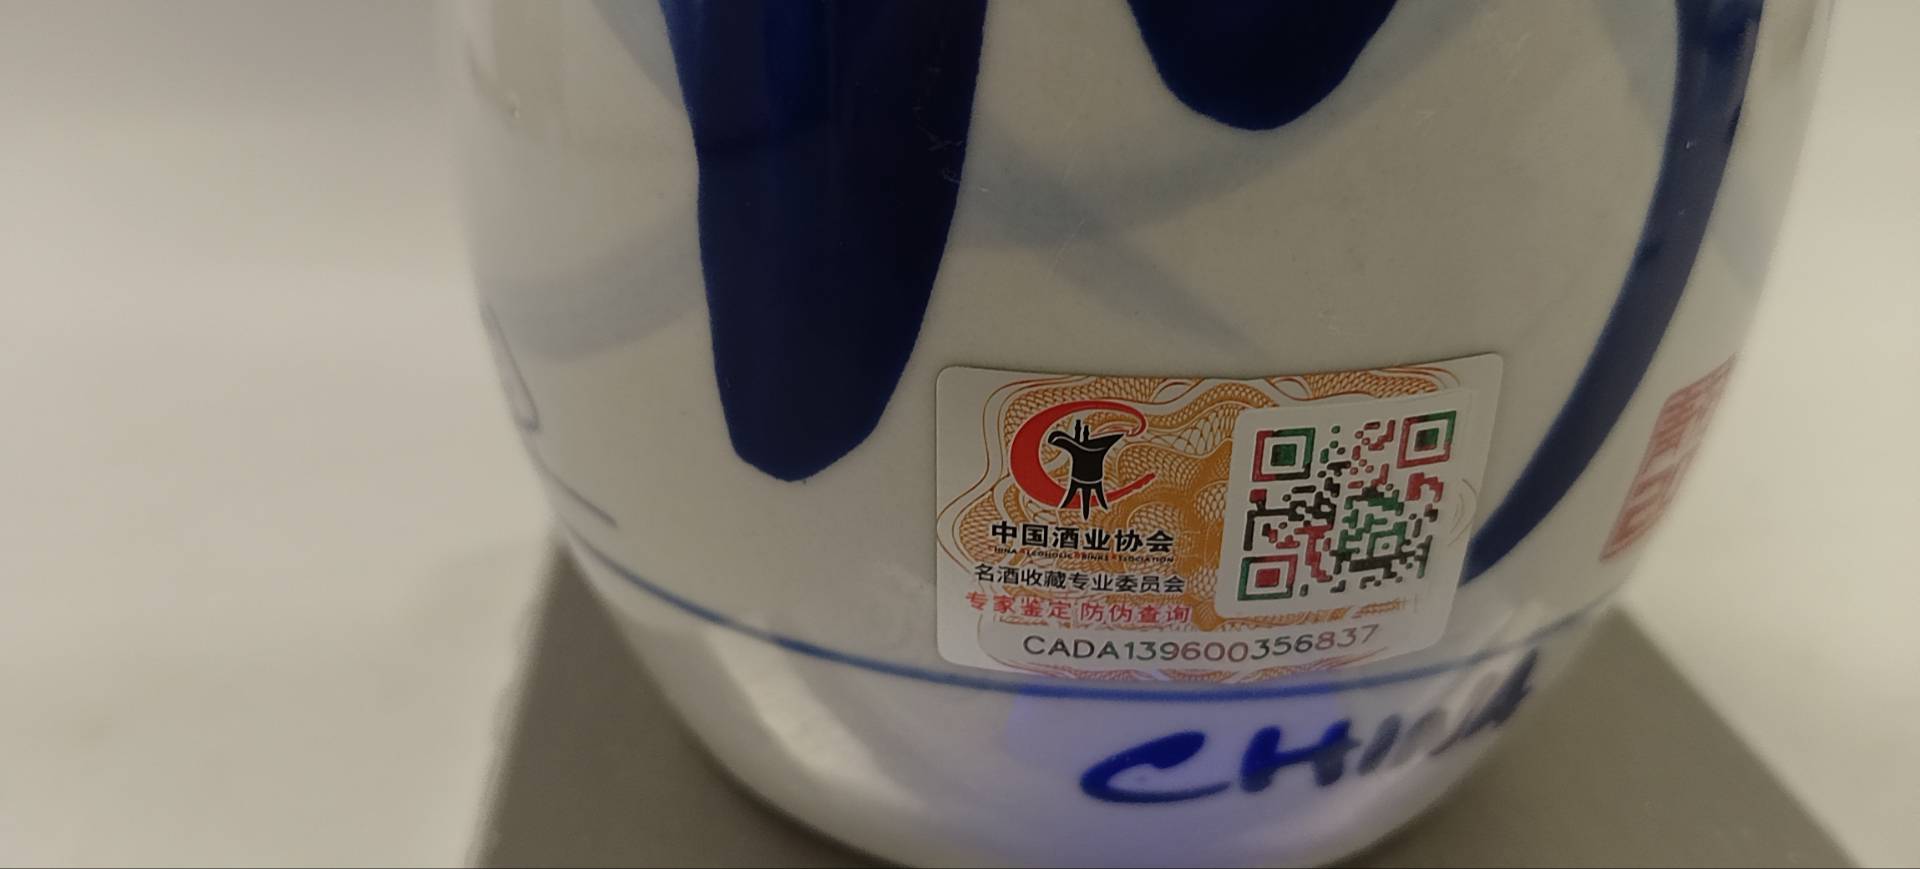 中国酒业协会
名酒收藏专业委员会
专家鉴定 防伪查询
CADA139600356837
CHINA